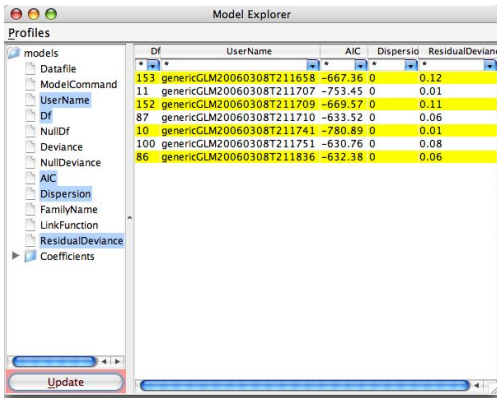 Model Explorer
Profiles
models
Datafile
ModelCommand
UserName
Df
NullDf
Deviance
NullDeviance
AIC
Dispersion
FamilyName
LinkFunction
ResidualDeviance
Coefficients
Update
Df UserName AIC Dispersio ResidualDevianc
* * * * *
153 genericGLM20060308T211658 -667.36 0 0.12
11 genericGLM20060308T211707 -753.45 0 0.01
152 genericGLM20060308T211709 -669.57 0 0.11
87 genericGLM20060308T211710 -633.52 0 0.06
10 genericGLM20060308T211741 -780.89 0 0.01
100 genericGLM20060308T211751 -630.76 0 0.08
86 genericGLM20060308T211836 -632.38 0 0.06